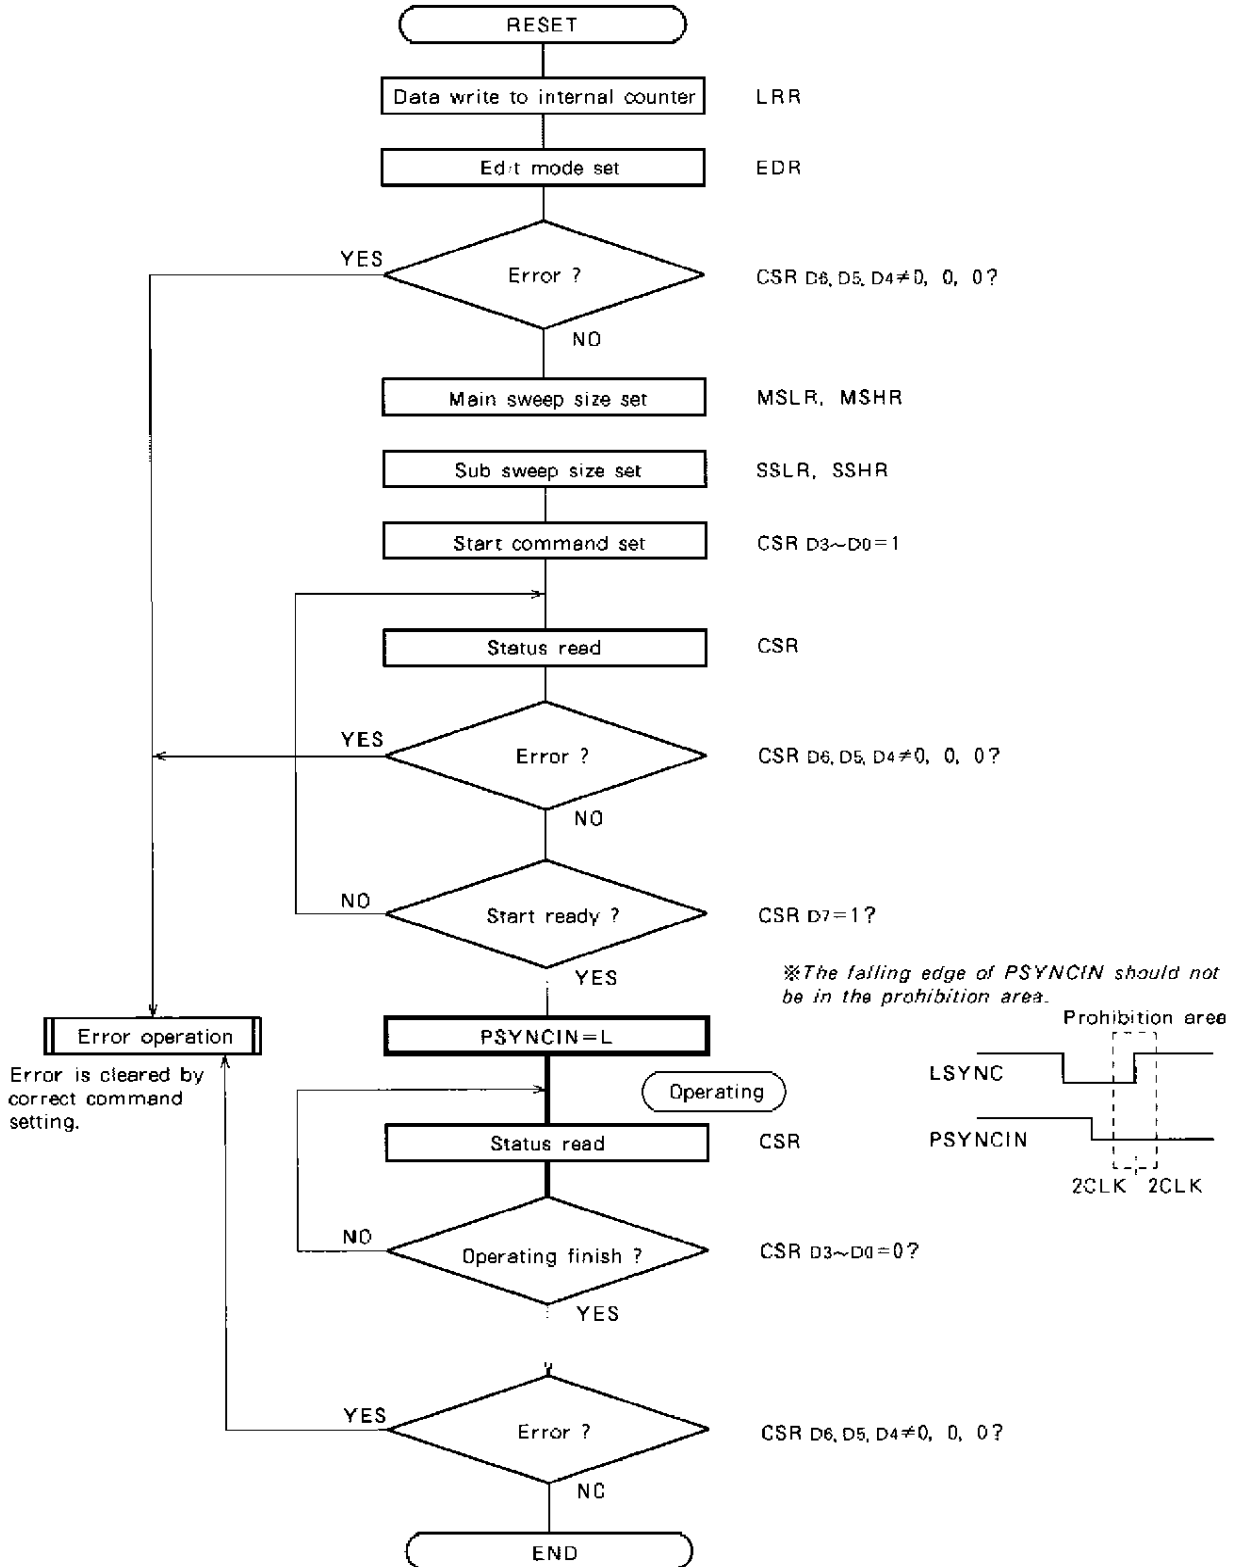 RESET
Data write to internal counter LRR
Edit mode set EDR
YES
Error ? CSR D6, D5, D4≠0, 0, 0?
NO
Main sweep size set MSLR, MSHR
Sub sweep size set SSLR, SSHR
Start command set CSR D3~D0=1
Status read CSR
YES
Error ? CSR D6, D5, D4≠0, 0, 0?
NO
NO
Start ready ? CSR D7=1?
YES
※The falling edge of PSYNCIN should not
be in the prohibition area.
Prohibition area
LSYNC
PSYNCIN
2CLK 2CLK
Error operation
Error is cleared by
correct command
setting.
PSYNCIN=L
Operating
Status read CSR
NO
Operating finish ? CSR D3~D0=0?
YES
YES
Error ? CSR D6, D5, D4≠0, 0, 0?
NO
END